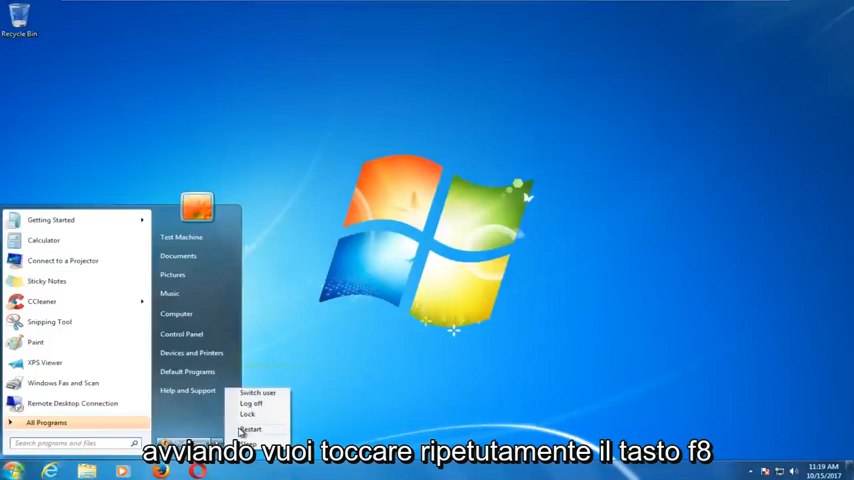 Recycle Bin
Getting Started
Calculator
Connect to a Projector
Sticky Notes
CCleaner
Snipping Tool
Paint
XPS Viewer
Windows Fax and Scan
Remote Desktop Connection
All Programs
Search programs and files
Test Machine
Documents
Pictures
Music
Computer
Control Panel
Devices and Printers
Default Programs
Help and Support
Switch user
Log off
Lock
Restart
Sleep
avviando vuoi toccare ripetutamente il tasto f8
11:19 AM
10/15/2017